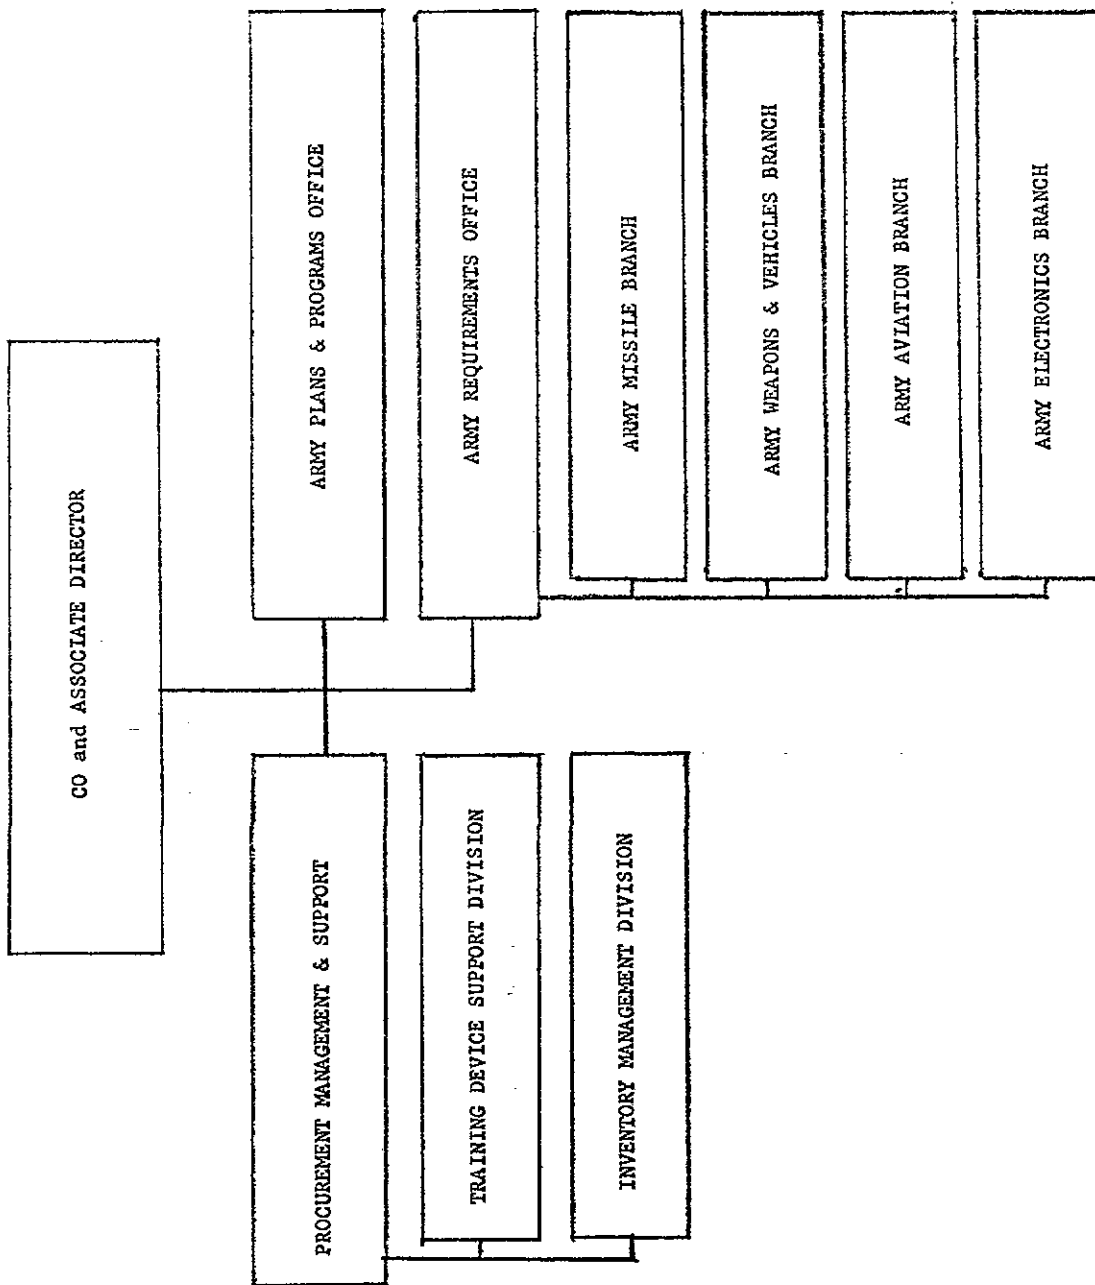 CO and ASSOCIATE DIRECTOR
PROCUREMENT MANAGEMENT & SUPPORT
TRAINING DEVICE SUPPORT DIVISION
INVENTORY MANAGEMENT DIVISION
ARMY PLANS & PROGRAMS OFFICE
ARMY REQUIREMENTS OFFICE
ARMY MISSILE BRANCH
ARMY WEAPONS & VEHICLES BRANCH
ARMY AVIATION BRANCH
ARMY ELECTRONICS BRANCH